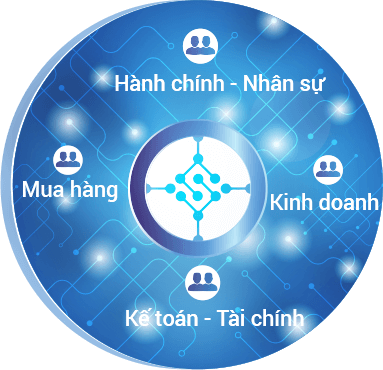 Hành chính - Nhân sự
Mua hàng
Kinh doanh
Kế toán - Tài chính